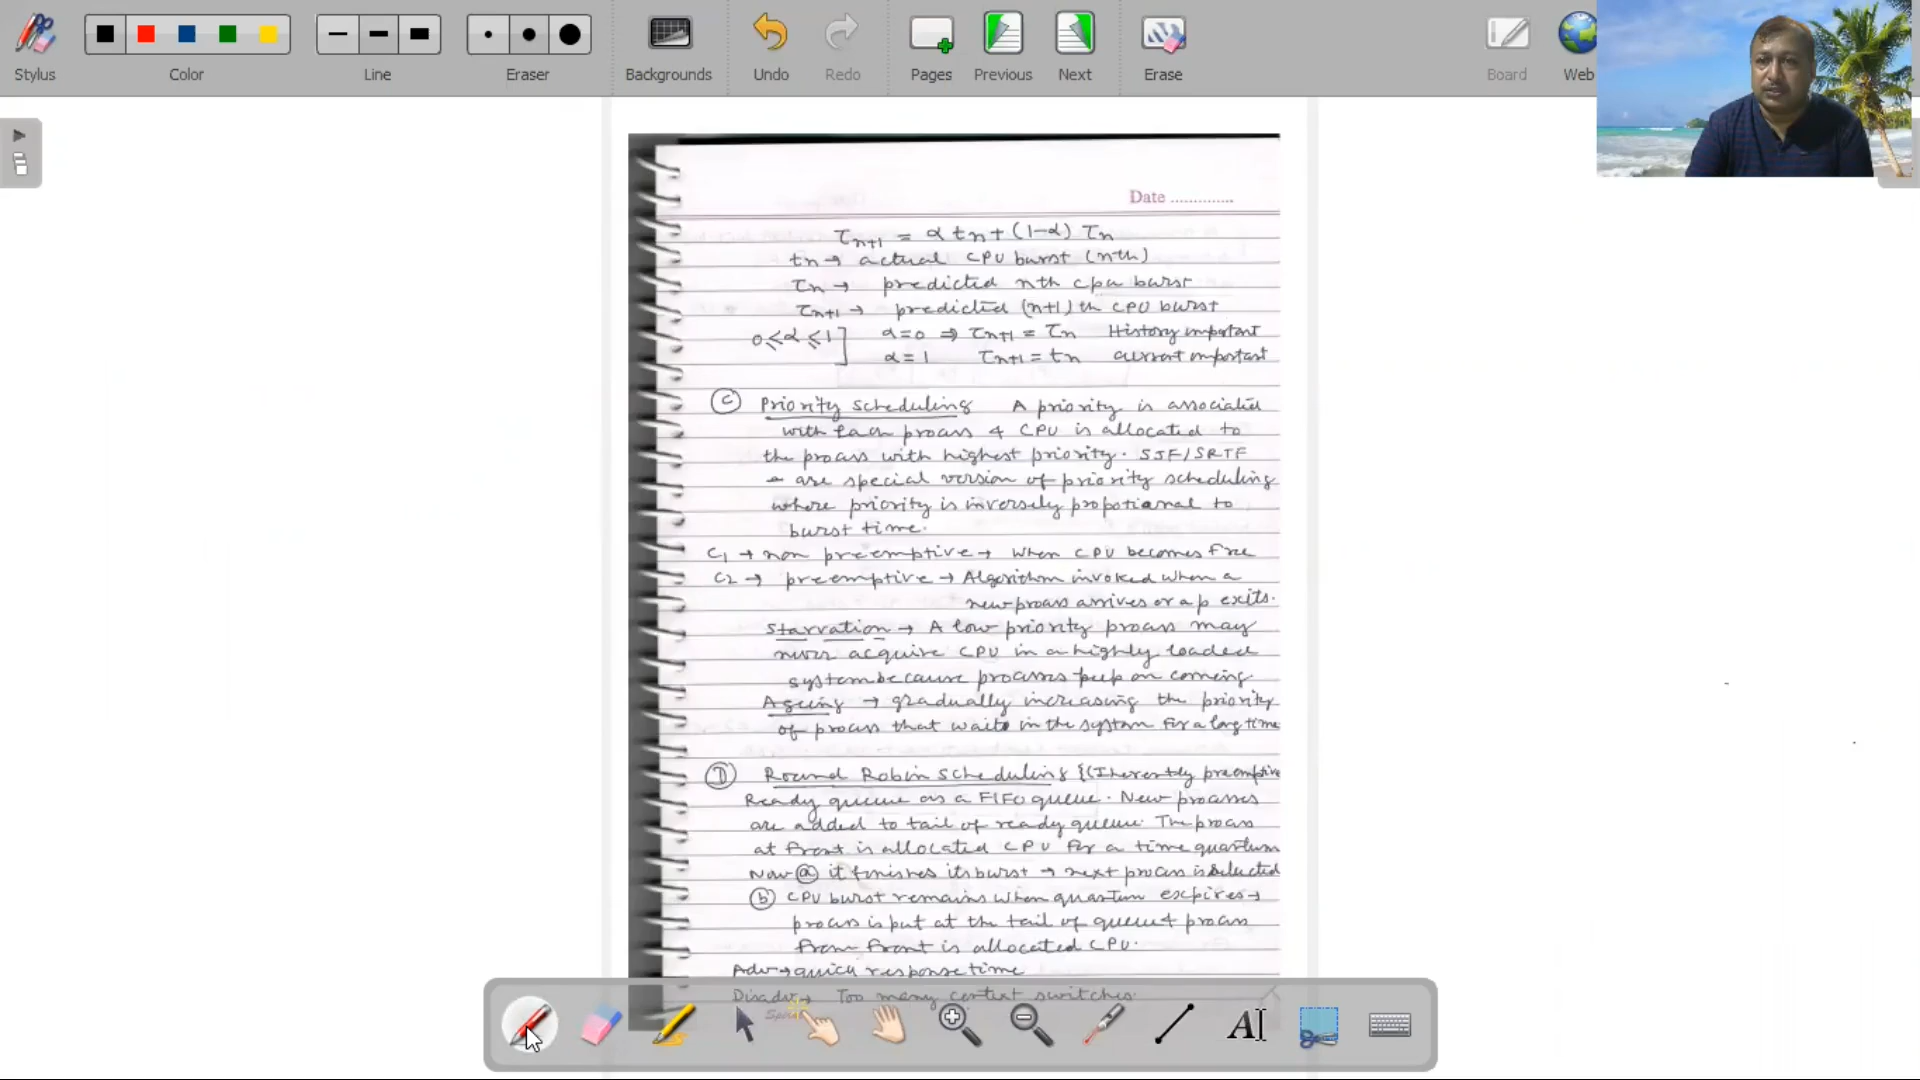 Stylus
Color
Line
Eraser
Backgrounds
Undo
Redo
Pages
Previous
Next
Erase
Board
Web
Date .............
τn+1 = α tn + (1-α) τn
tn → actual CPU burst (nth)
τn → predicted nth cpu burst
τn+1 → predicted (n+1)th CPU burst
0≤α≤1] α=0 ⇒ τn+1 = τn History important
α=1 τn+1 = tn current important
Ⓒ Priority scheduling A priority is associated
with each process & CPU is allocated to
the process with highest priority. SJF/SRTF
are special version of priority scheduling
where priority is inversely propotional to
burst time.
C1 → non preemptive → When CPU becomes free
C2 → preemptive → Algorithm invoked when a
new process arrives or a p exits.
Starvation → A low priority process may
never acquire CPU in a highly loaded
system because processes keep on coming.
Ageing → gradually increasing the priority
of process that waits in the system for a long time
Ⓓ Round Robin scheduling {(Iherently preemptive
Ready queue as a FIFO queue. New processes
are added to tail of ready queue. The process
at front is allocated CPU for a time quantum
Now ⓐ it finishes its burst → next process is selected
ⓑ CPU burst remains when quantum expires →
process is put at the tail of queue & process
from front is allocated CPU.
Adv → quick response time
Disadv → Too many context switches.